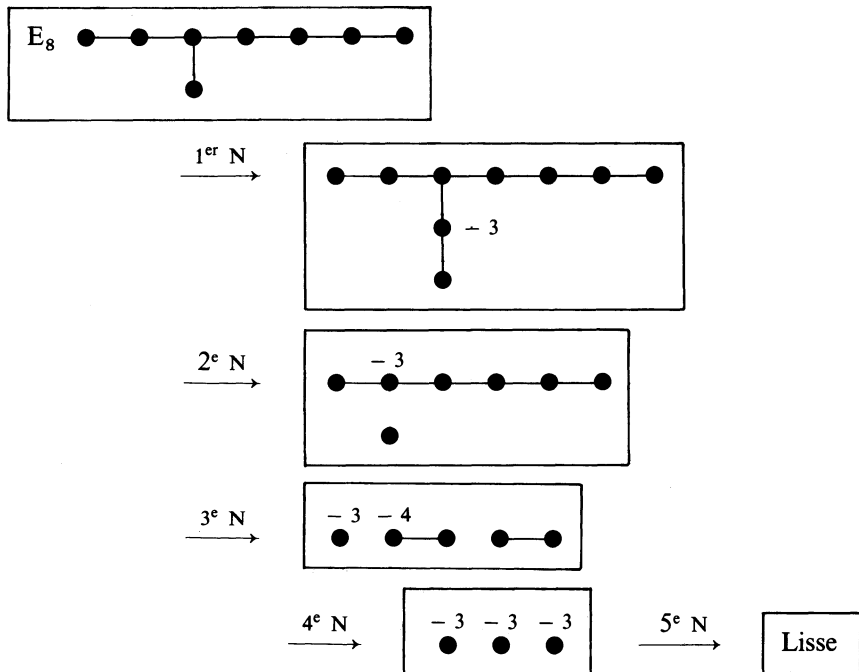 E₈
1ᵉʳ N
− 3
2ᵉ N
− 3
3ᵉ N
− 3 − 4
4ᵉ N
− 3 − 3 − 3
5ᵉ N
Lisse